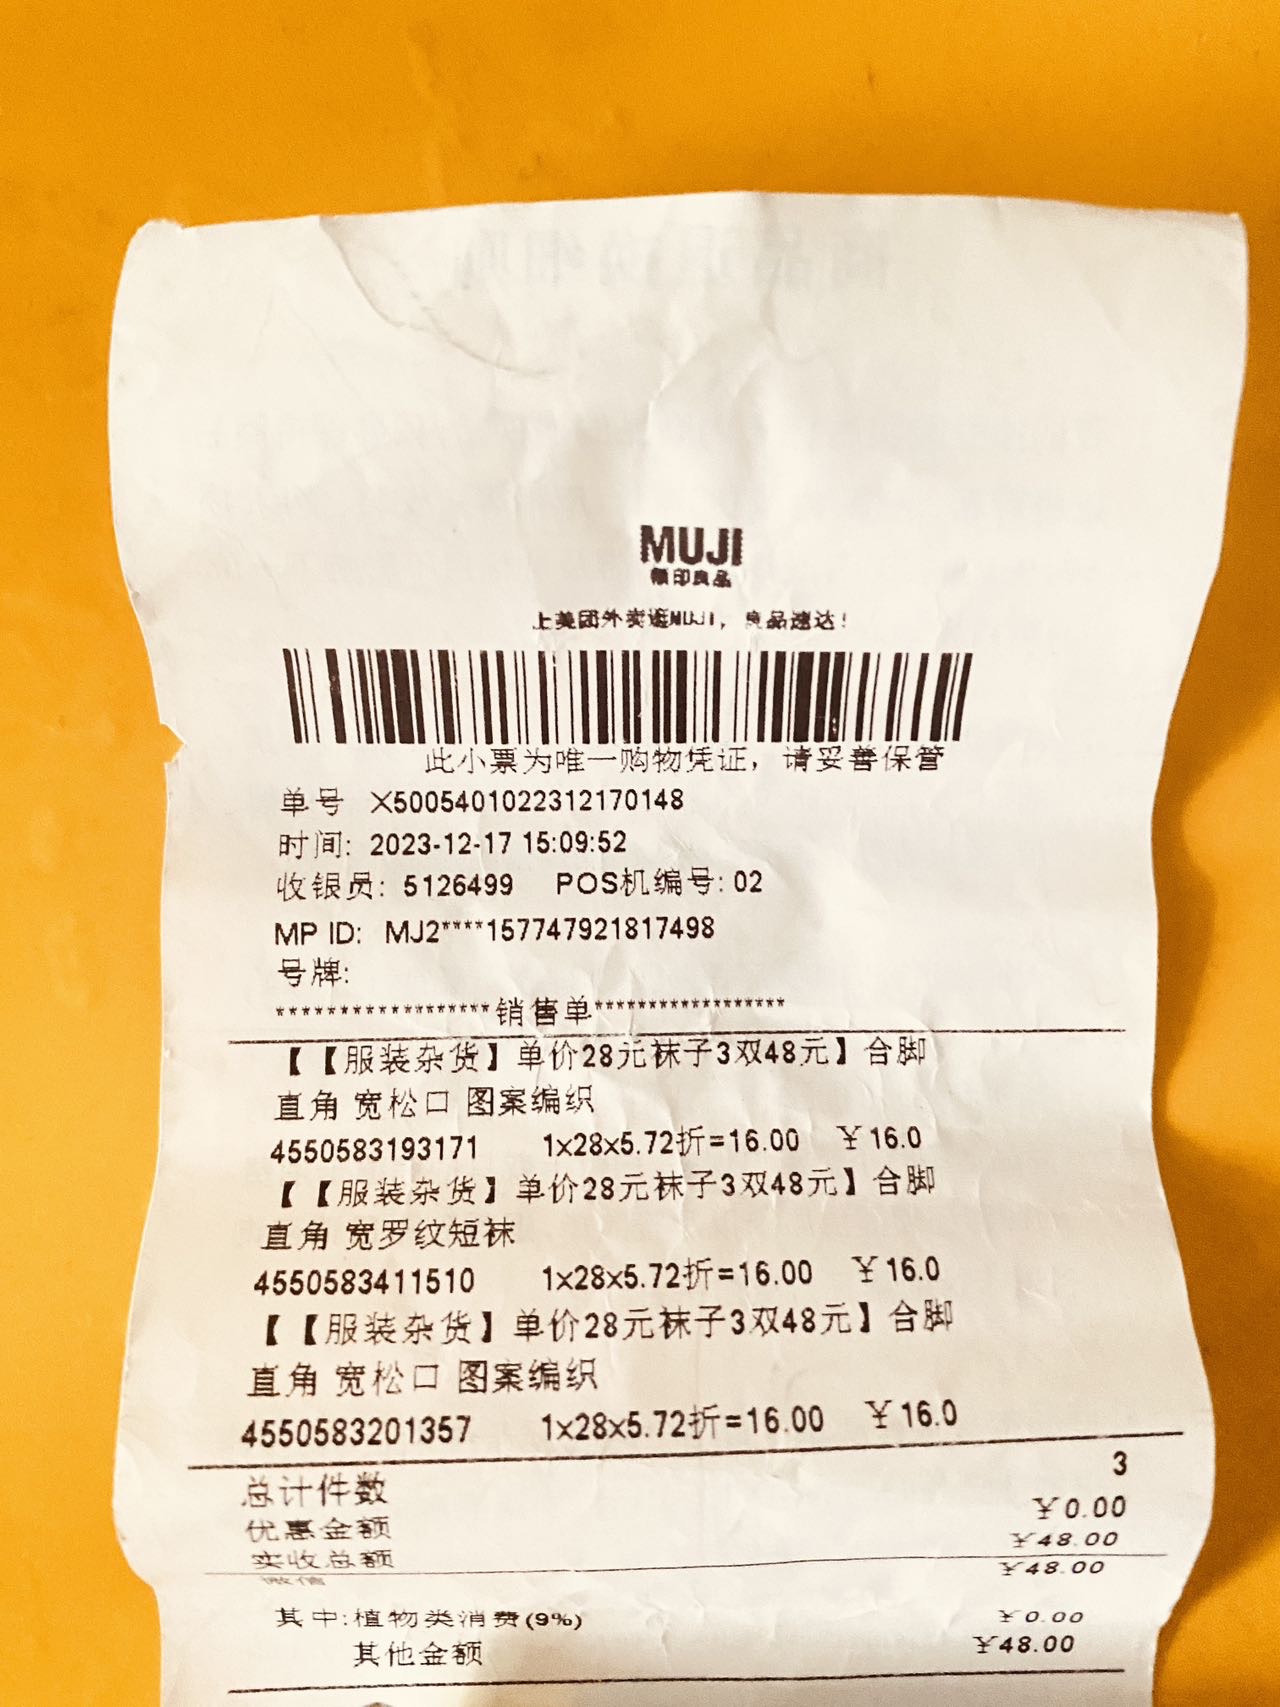 MUJI
無印良品
上美团外卖逛MUJI，良品速达！
此小票为唯一购物凭证，请妥善保管
单号 X5005401022312170148
时间: 2023-12-17 15:09:52
收银员: 5126499 POS机编号: 02
MP ID: MJ2****157747921817498
号牌:
********************销售单******************
【【服装杂货】单价28元袜子3双48元】合脚
直角 宽松口 图案编织
4550583193171 1x28x5.72折=16.00 ￥16.0
【【服装杂货】单价28元袜子3双48元】合脚
直角 宽罗纹短袜
4550583411510 1x28x5.72折=16.00 ￥16.0
【【服装杂货】单价28元袜子3双48元】合脚
直角 宽松口 图案编织
4550583201357 1x28x5.72折=16.00 ￥16.0
总计件数 3
优惠金额 ￥0.00
实收总额 ￥48.00
微信 ￥48.00
其中:植物类消费(9%) ￥0.00
其他金额 ￥48.00